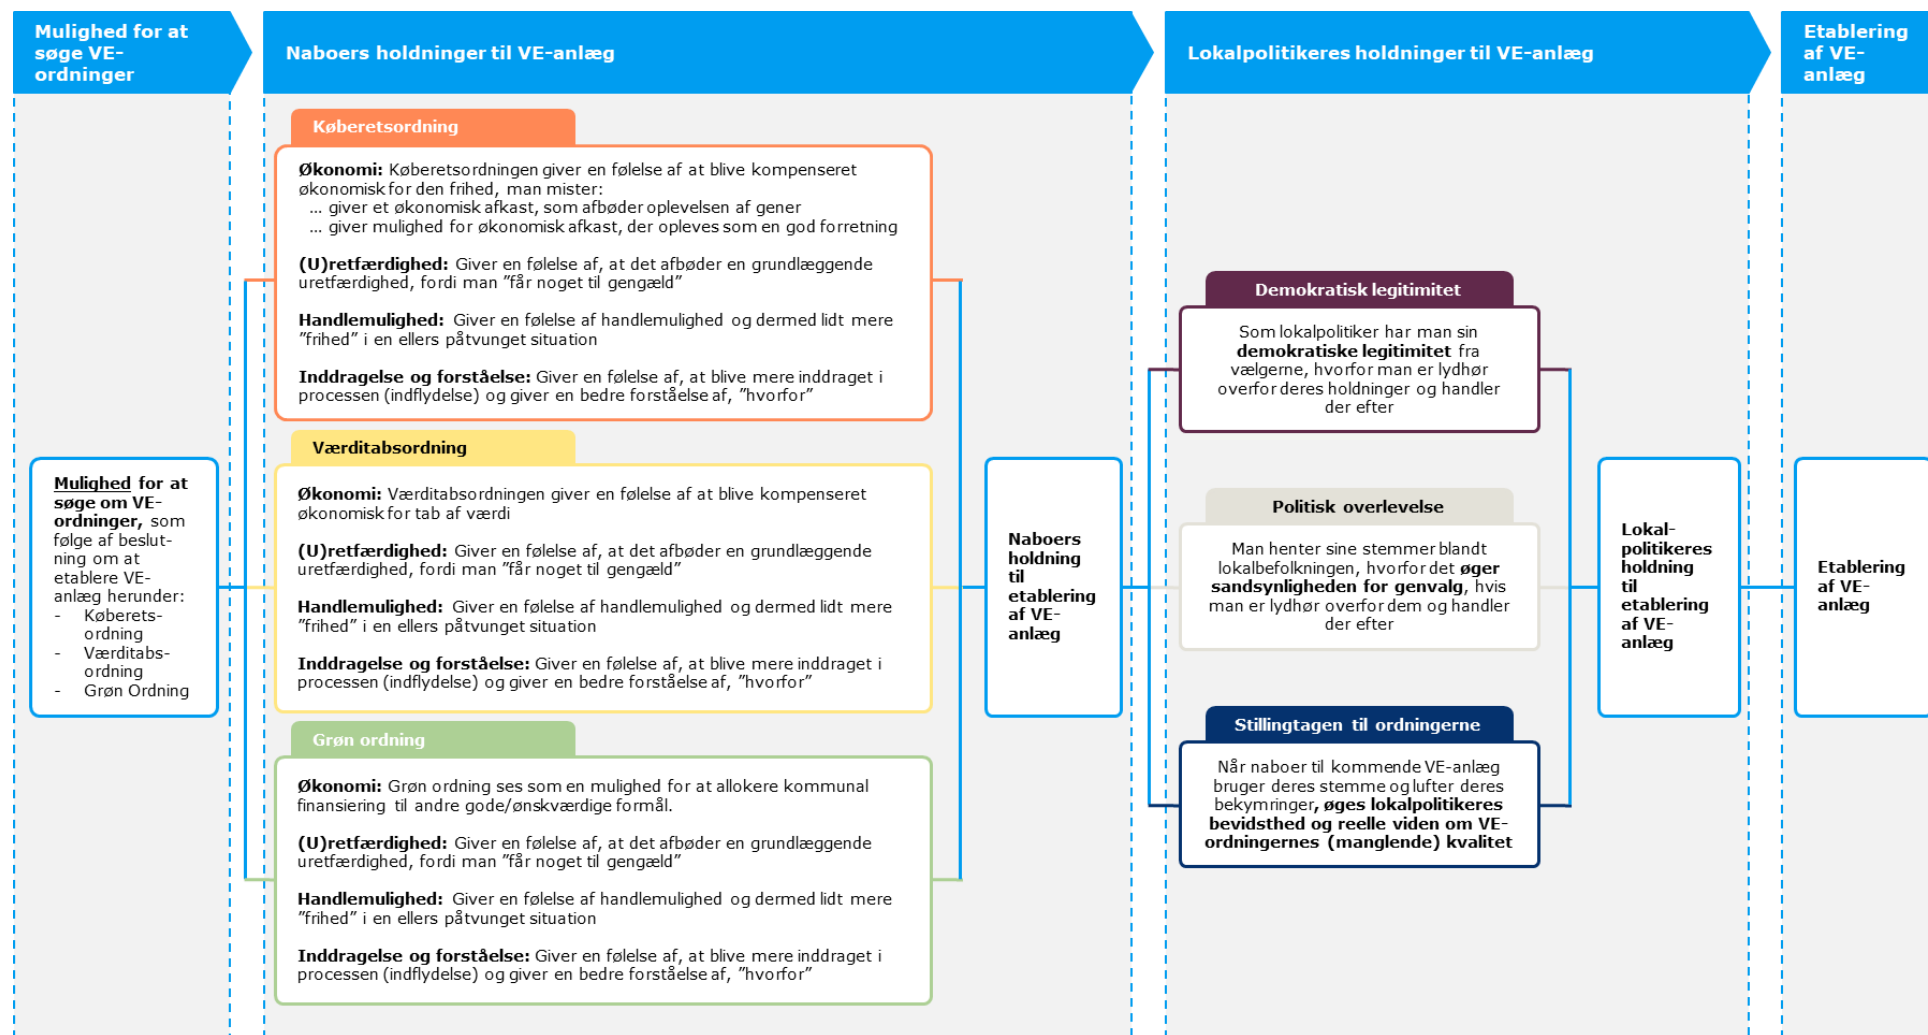 Mulighed for at
søge VE-
ordninger
Naboers holdninger til VE-anlæg
Lokalpolitikeres holdninger til VE-anlæg
Etablering
af VE-
anlæg
Mulighed for at
søge om VE-
ordninger, som
følge af beslut-
ning om at
etablere VE-
anlæg herunder:
- Køberets-
ordning
- Værditabs-
ordning
- Grøn Ordning
Køberetsordning
Økonomi: Køberetsordningen giver en følelse af at blive kompenseret
økonomisk for den frihed, man mister:
... giver et økonomisk afkast, som afbøder oplevelsen af gener
... giver mulighed for økonomisk afkast, der opleves som en god forretning
(U)retfærdighed: Giver en følelse af, at det afbøder en grundlæggende
uretfærdighed, fordi man ”får noget til gengæld”
Handlemulighed: Giver en følelse af handlemulighed og dermed lidt mere
”frihed” i en ellers påtvunget situation
Inddragelse og forståelse: Giver en følelse af, at blive mere inddraget i
processen (indflydelse) og giver en bedre forståelse af, ”hvorfor”
Værditabsordning
Økonomi: Værditabsordningen giver en følelse af at blive kompenseret
økonomisk for tab af værdi
(U)retfærdighed: Giver en følelse af, at det afbøder en grundlæggende
uretfærdighed, fordi man ”får noget til gengæld”
Handlemulighed: Giver en følelse af handlemulighed og dermed lidt mere
”frihed” i en ellers påtvunget situation
Inddragelse og forståelse: Giver en følelse af, at blive mere inddraget i
processen (indflydelse) og giver en bedre forståelse af, ”hvorfor”
Grøn ordning
Økonomi: Grøn ordning ses som en mulighed for at allokere kommunal
finansiering til andre gode/ønskværdige formål.
(U)retfærdighed: Giver en følelse af, at det afbøder en grundlæggende
uretfærdighed, fordi man ”får noget til gengæld”
Handlemulighed: Giver en følelse af handlemulighed og dermed lidt mere
”frihed” i en ellers påtvunget situation
Inddragelse og forståelse: Giver en følelse af, at blive mere inddraget i
processen (indflydelse) og giver en bedre forståelse af, ”hvorfor”
Naboers
holdning
til
etablering
af VE-
anlæg
Demokratisk legitimitet
Som lokalpolitiker har man sin
demokratiske legitimitet fra
vælgerne, hvorfor man er lydhør
overfor deres holdninger og handler
der efter
Politisk overlevelse
Man henter sine stemmer blandt
lokalbefolkningen, hvorfor det øger
sandsynligheden for genvalg, hvis
man er lydhør overfor dem og handler
der efter
Stillingtagen til ordningerne
Når naboer til kommende VE-anlæg
bruger deres stemme og lufter deres
bekymringer, øges lokalpolitikeres
bevidsthed og reelle viden om VE-
ordningernes (manglende) kvalitet
Lokal-
politikeres
holdning
til
etablering
af VE-
anlæg
Etablering
af VE-
anlæg